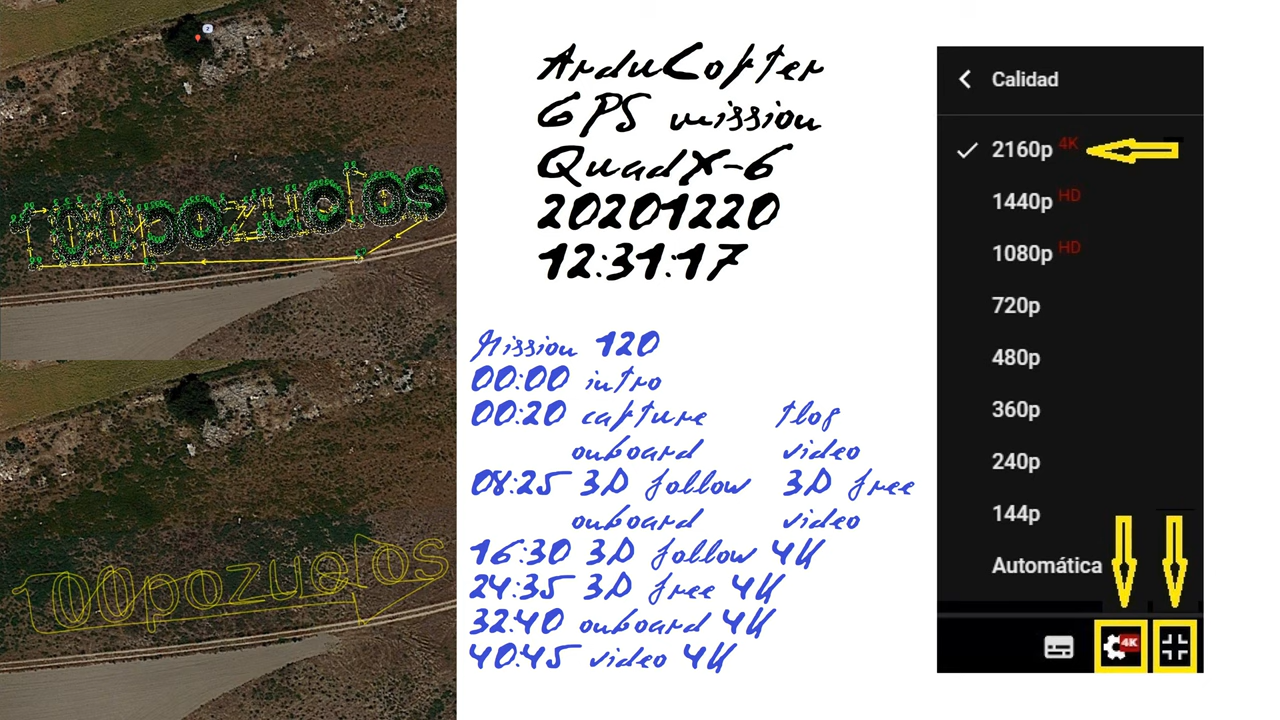 2
100pozuelos
100pozuelos
ArduCopter
GPS mission
QuadX-6
20201220
12:31:17
Mission 120
00:00 intro
00:20 capture tlog
onboard video
08:25 3D follow 3D free
onboard video
16:30 3D follow 4K
24:35 3D free 4K
32:40 onboard 4K
40:45 video 4K
Calidad
2160p 4K
1440p HD
1080p HD
720p
480p
360p
240p
144p
Automática
4K